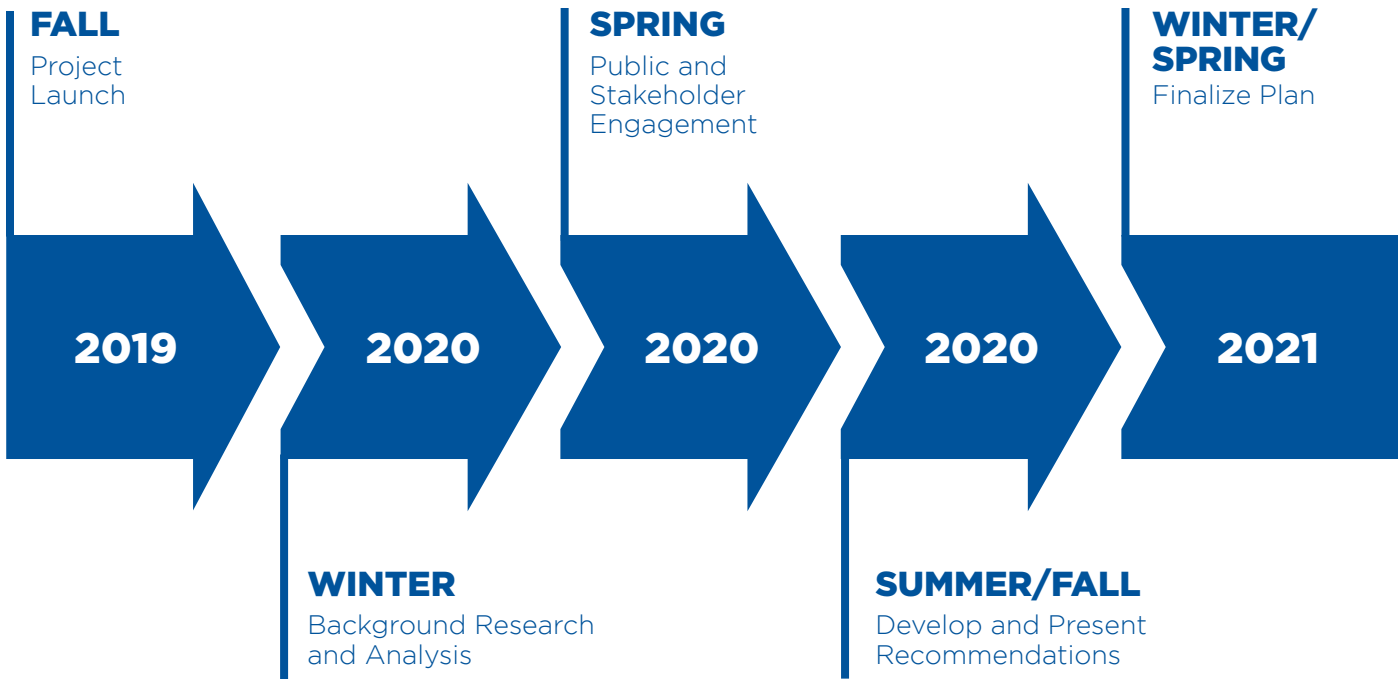 FALL
Project
Launch
SPRING
Public and
Stakeholder
Engagement
WINTER/
SPRING
Finalize Plan
2019
2020
2020
2020
2021
WINTER
Background Research
and Analysis
SUMMER/FALL
Develop and Present
Recommendations